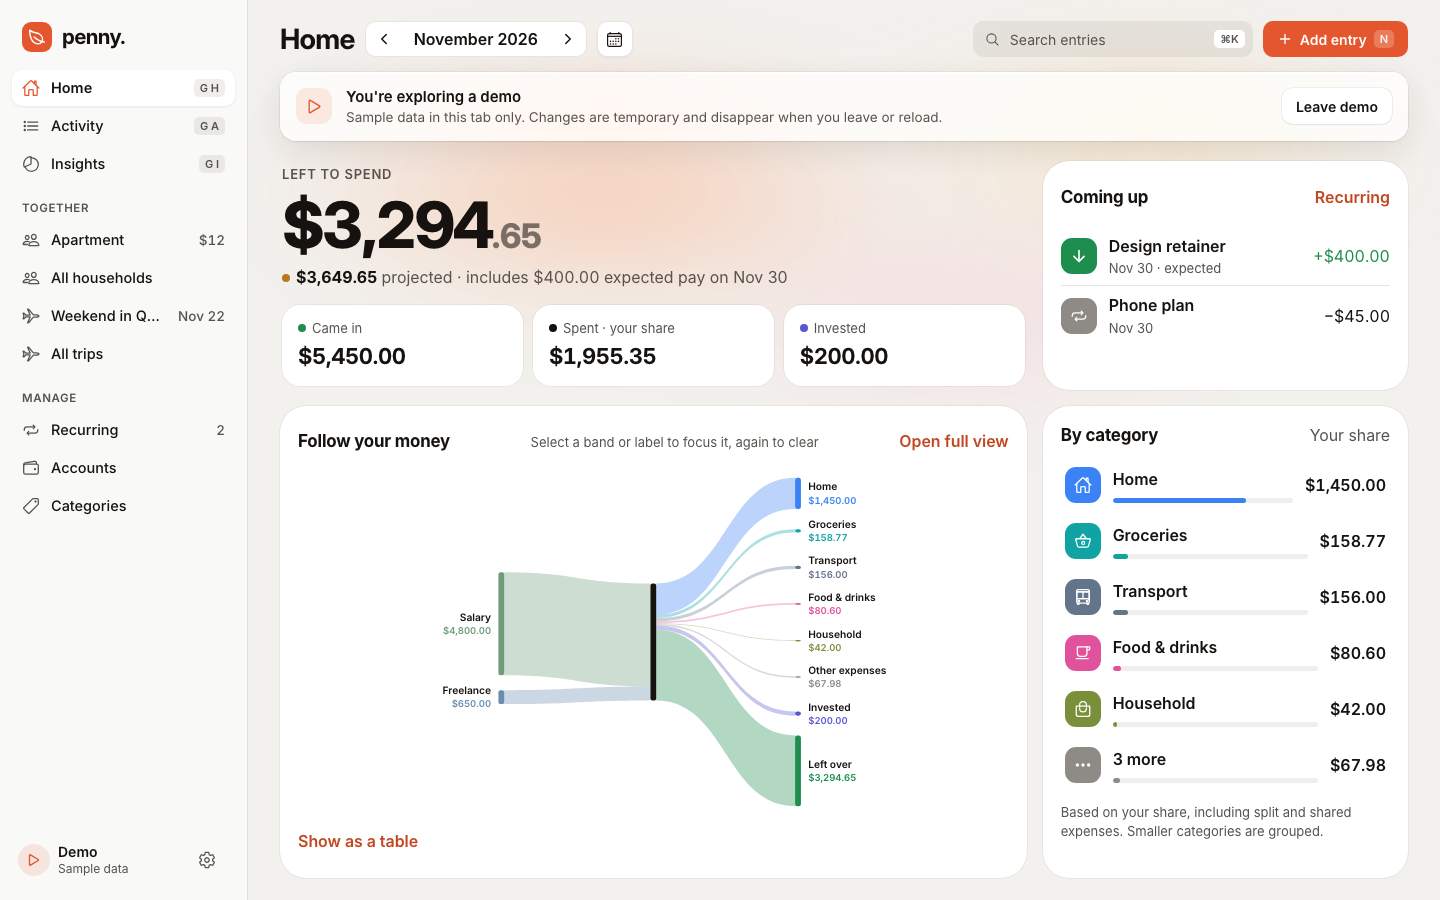 penny.
Home
G H
Activity
G A
Insights
G I
TOGETHER
Apartment
$12
All households
Weekend in Q...
Nov 22
All trips
MANAGE
Recurring
2
Accounts
Categories
Demo
Sample data
Home
November 2026
Search entries
⌘K
+ Add entry
N
You're exploring a demo
Sample data in this tab only. Changes are temporary and disappear when you leave or reload.
Leave demo
LEFT TO SPEND
$3,294.65
$3,649.65 projected · includes $400.00 expected pay on Nov 30
Came in
$5,450.00
Spent · your share
$1,955.35
Invested
$200.00
Coming up
Recurring
Design retainer
Nov 30 · expected
+$400.00
Phone plan
Nov 30
−$45.00
Follow your money
Select a band or label to focus it, again to clear
Open full view
Salary
$4,800.00
Freelance
$650.00
Home
$1,450.00
Groceries
$158.77
Transport
$156.00
Food & drinks
$80.60
Household
$42.00
Other expenses
$67.98
Invested
$200.00
Left over
$3,294.65
Show as a table
By category
Your share
Home
$1,450.00
Groceries
$158.77
Transport
$156.00
Food & drinks
$80.60
Household
$42.00
3 more
$67.98
Based on your share, including split and shared
expenses. Smaller categories are grouped.